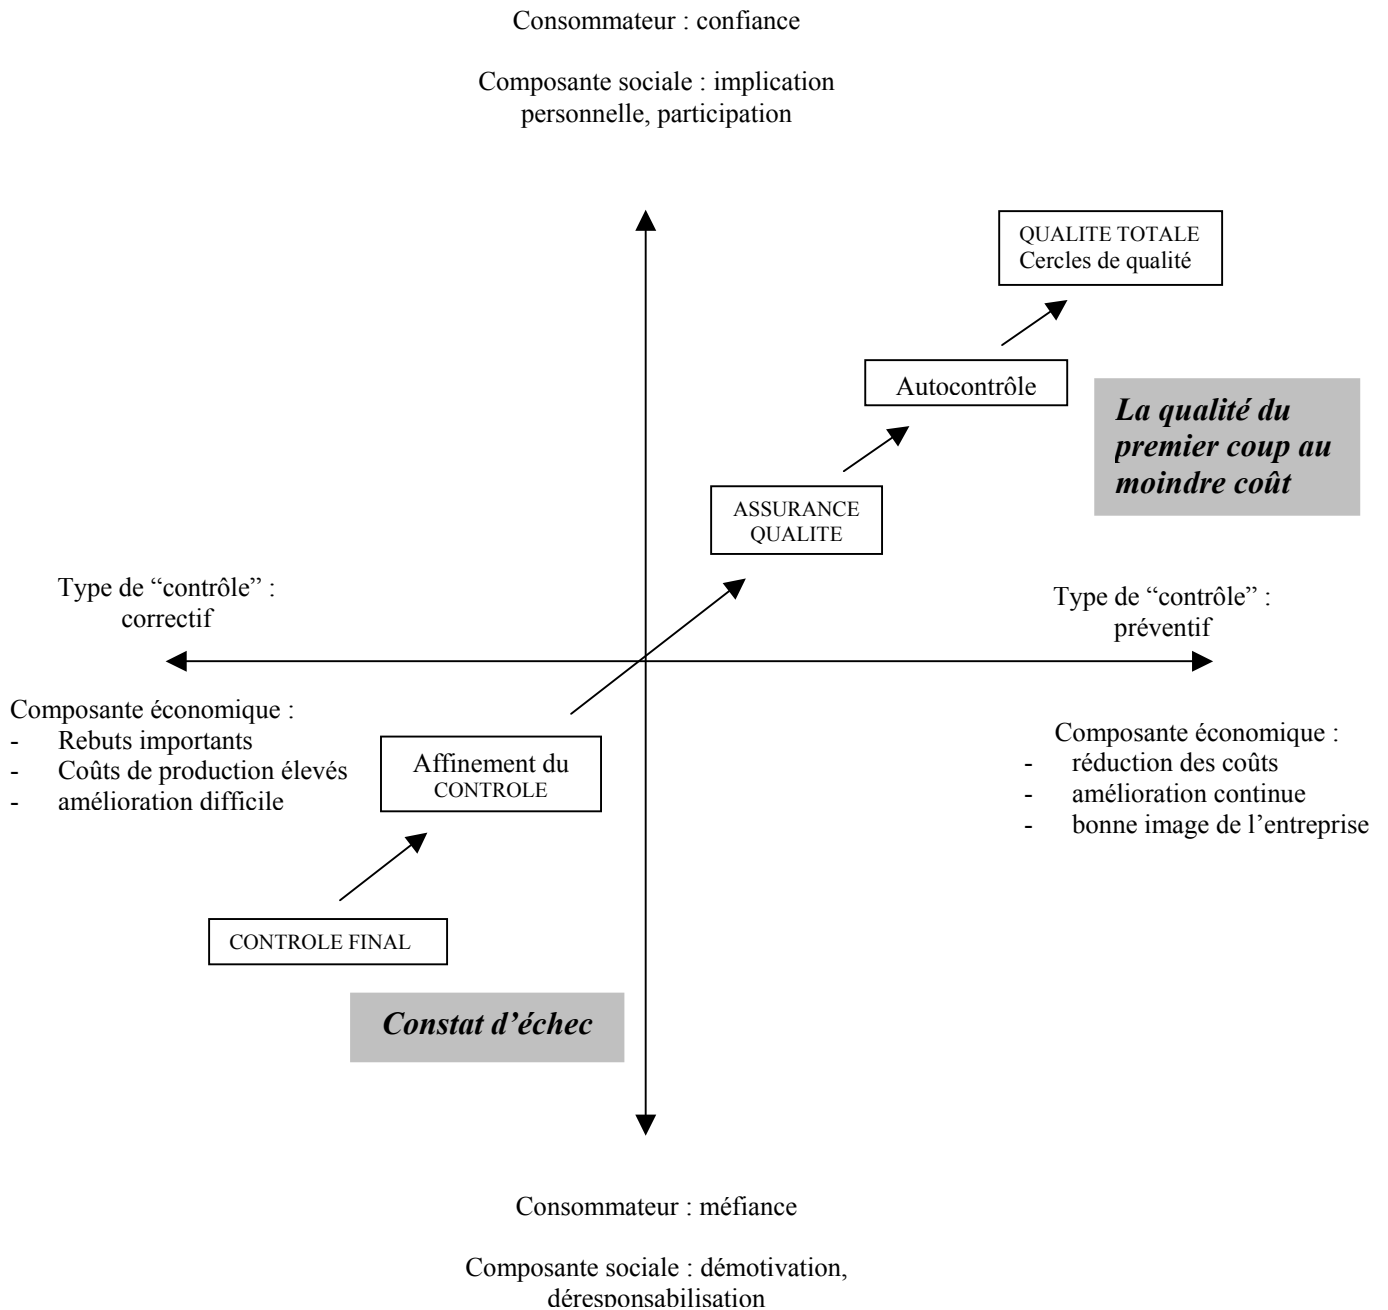 Consommateur : confiance
Composante sociale : implication
personnelle, participation
QUALITE TOTALE
Cercles de qualité
Autocontrôle
La qualité du
premier coup au
moindre coût
ASSURANCE
QUALITE
Type de “contrôle” :
correctif
Type de “contrôle” :
préventif
Composante économique :
- Rebuts importants
- Coûts de production élevés
- amélioration difficile
Affinement du
CONTROLE
Composante économique :
- réduction des coûts
- amélioration continue
- bonne image de l’entreprise
CONTROLE FINAL
Constat d’échec
Consommateur : méfiance
Composante sociale : démotivation,
déresponsabilisation